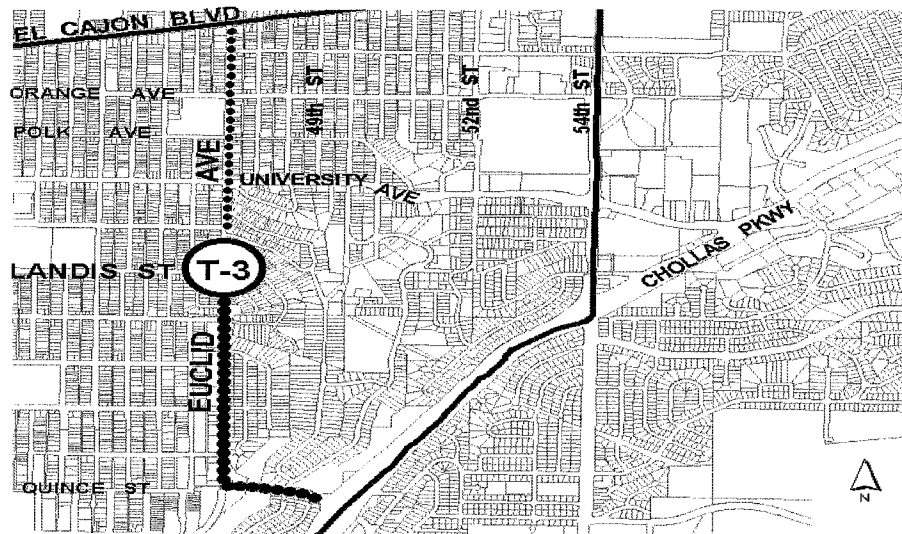 EL CAJON BLVD
ORANGE AVE
POLK AVE
49th ST
52nd ST
54th ST
UNIVERSITY AVE
LANDIS ST
T-3
CHOLLAS PKWY
EUCLID AVE
QUINCE ST
N